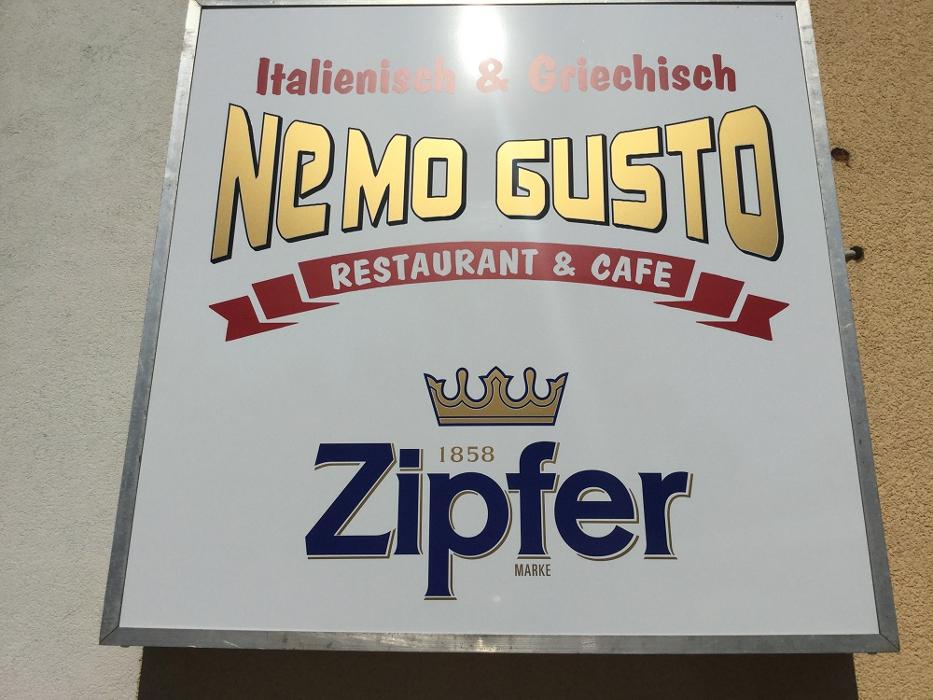 Italienisch & Griechisch
NeMO GUSTO
RESTAURANT & CAFE
1858
Zipfer
MARKE